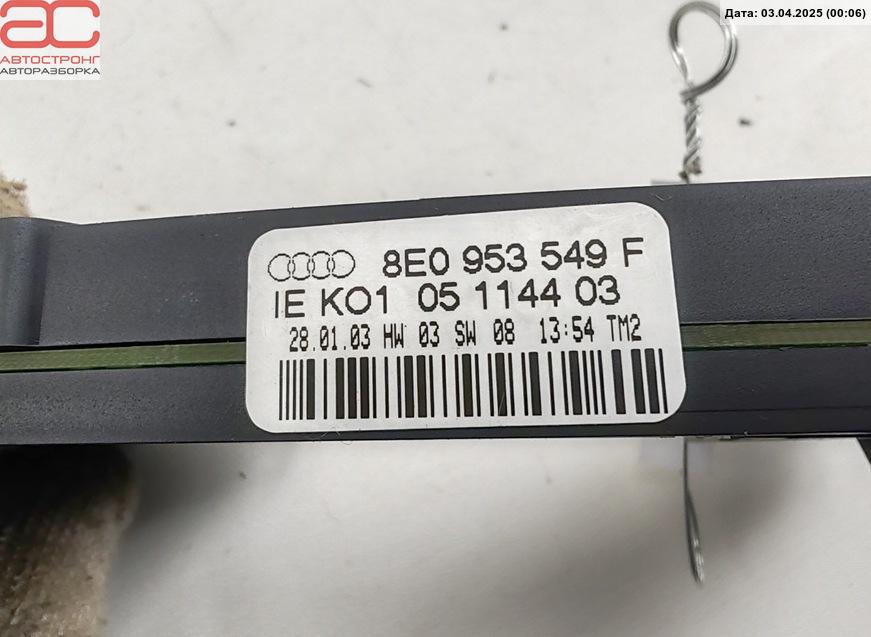 Дата: 03.04.2025 (00:06)
АС
АВТОСТРОНГ
АВТОРАЗБОРКА
8E0 953 549 F
IE KO1 05 1144 03
28.01.03 HW 03 SW 08 13:54 TM2